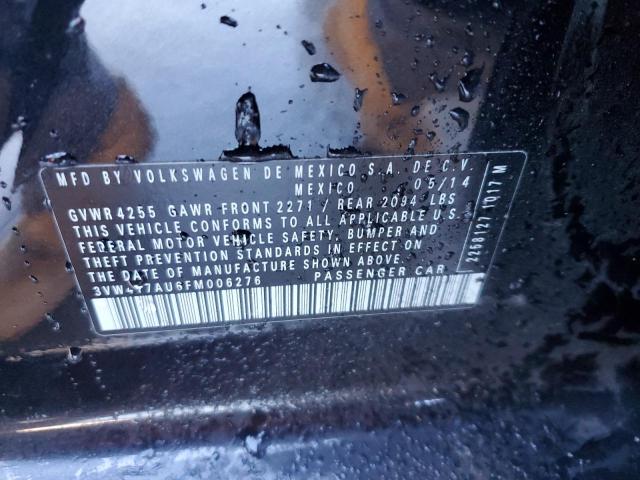 MFD BY VOLKSWAGEN DE MEXICO S.A. DE C.V.
MEXICO 05/14
GVWR 4255 GAWR FRONT 2271 / REAR 2094 LBS
THIS VEHICLE CONFORMS TO ALL APPLICABLE U.S.
FEDERAL MOTOR VEHICLE SAFETY, BUMPER AND
THEFT PREVENTION STANDARDS IN EFFECT ON
THE DATE OF MANUFACTURE SHOWN ABOVE.
PASSENGER CAR
2268127 1Q17 M